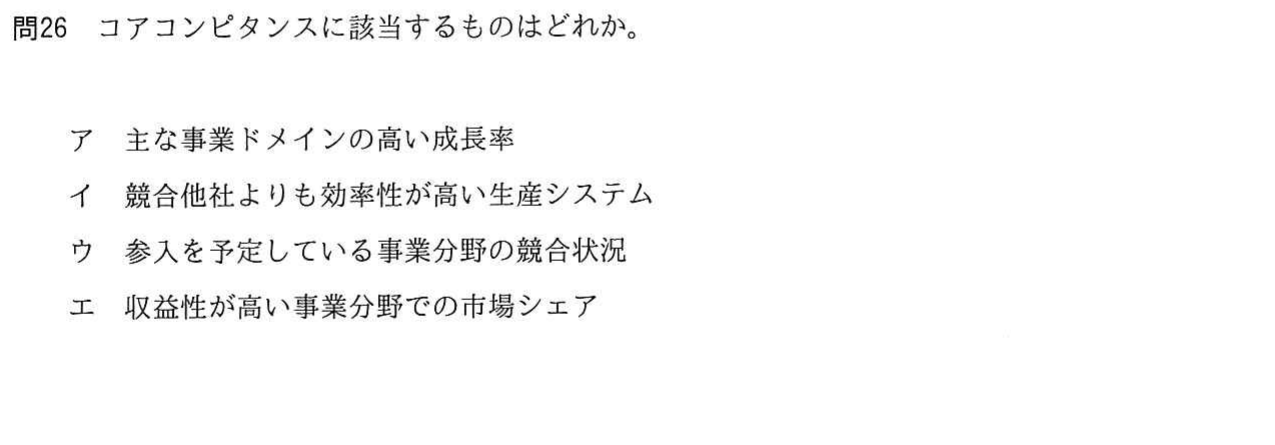 問26　コアコンピタンスに該当するものはどれか。
ア　主な事業ドメインの高い成長率
イ　競合他社よりも効率性が高い生産システム
ウ　参入を予定している事業分野の競合状況
エ　収益性が高い事業分野での市場シェア